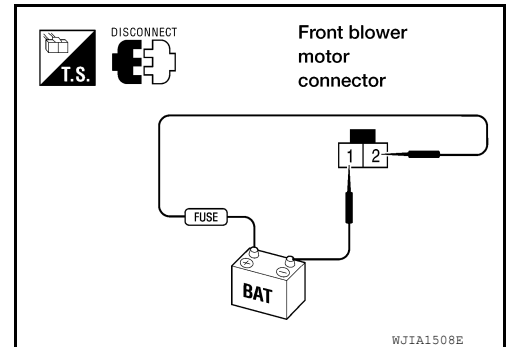 T.S.
DISCONNECT
Front blower
motor
connector
1 2
FUSE
+ −
BAT
WJIA1508E